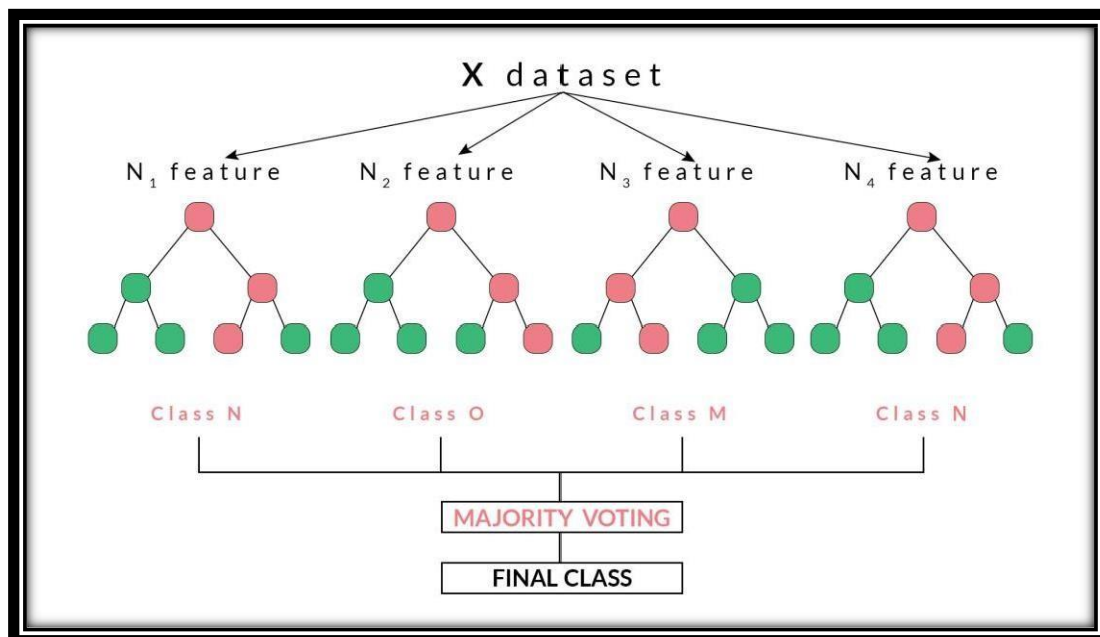 X dataset
N₁ feature
N₂ feature
N₃ feature
N₄ feature
Class N
Class O
Class M
Class N
MAJORITY VOTING
FINAL CLASS